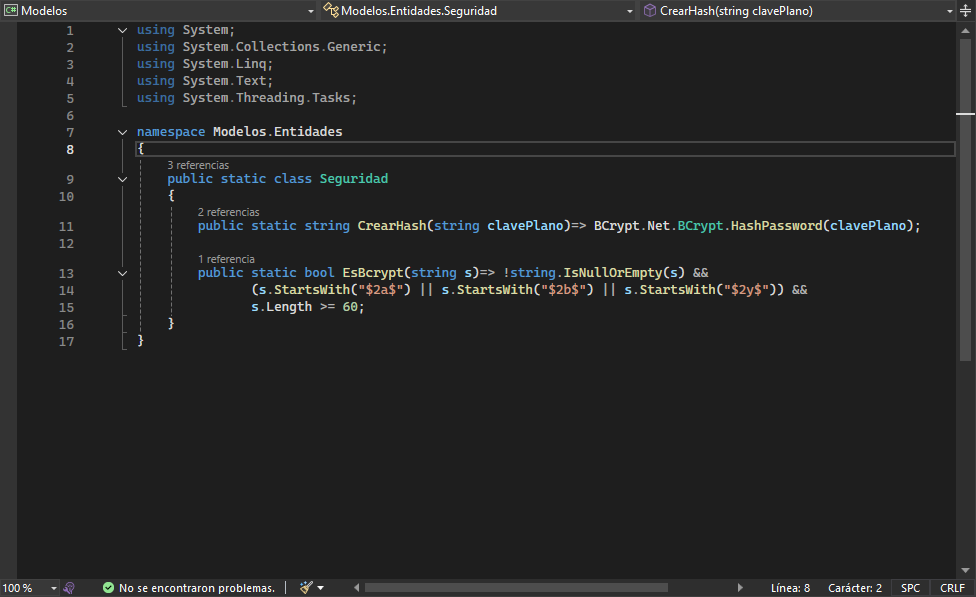 C# Modelos Modelos.Entidades.Seguridad CrearHash(string clavePlano)
1 using System;
2 using System.Collections.Generic;
3 using System.Linq;
4 using System.Text;
5 using System.Threading.Tasks;
6
7 namespace Modelos.Entidades
8 {
3 referencias
9 public static class Seguridad
10 {
2 referencias
11 public static string CrearHash(string clavePlano)=> BCrypt.Net.BCrypt.HashPassword(clavePlano);
12
1 referencia
13 public static bool EsBcrypt(string s)=> !string.IsNullOrEmpty(s) &&
14 (s.StartsWith("$2a$") || s.StartsWith("$2b$") || s.StartsWith("$2y$")) &&
15 s.Length >= 60;
16 }
17 }
100 % No se encontraron problemas. Línea: 8 Carácter: 2 SPC CRLF